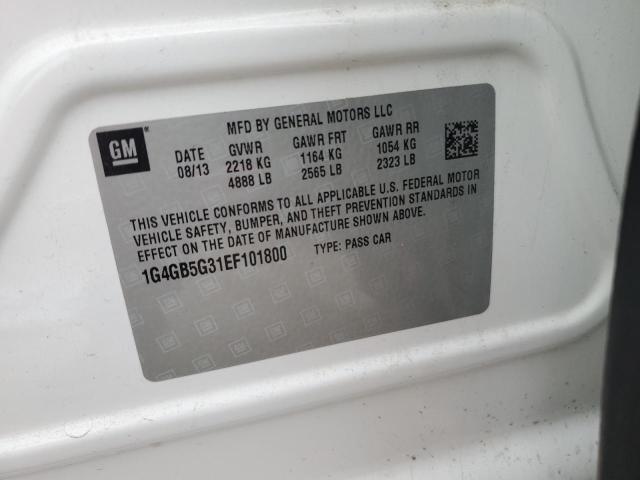 GM
MFD BY GENERAL MOTORS LLC
DATE GVWR GAWR FRT GAWR RR
08/13 2218 KG 1164 KG 1054 KG
4888 LB 2565 LB 2323 LB
THIS VEHICLE CONFORMS TO ALL APPLICABLE U.S. FEDERAL MOTOR
VEHICLE SAFETY, BUMPER, AND THEFT PREVENTION STANDARDS IN
EFFECT ON THE DATE OF MANUFACTURE SHOWN ABOVE.
1G4GB5G31EF101800 TYPE: PASS CAR